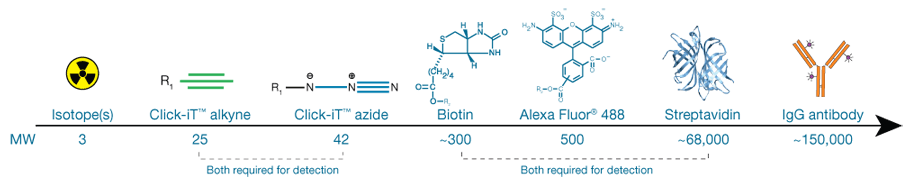 SO₃⁻ SO₃⁻
H₂N O NH₂⁺
O
HN NH
S H
H
H
(CH₂)₄
O O
R₁
C–O⁻
O
R₁–O–C
O
R₁
⊖ ⊕
R₁ N N N
Isotope(s) Click-iT™ alkyne Click-iT™ azide Biotin Alexa Fluor® 488 Streptavidin IgG antibody
MW 3 25 42 ~300 500 ~68,000 ~150,000
Both required for detection Both required for detection